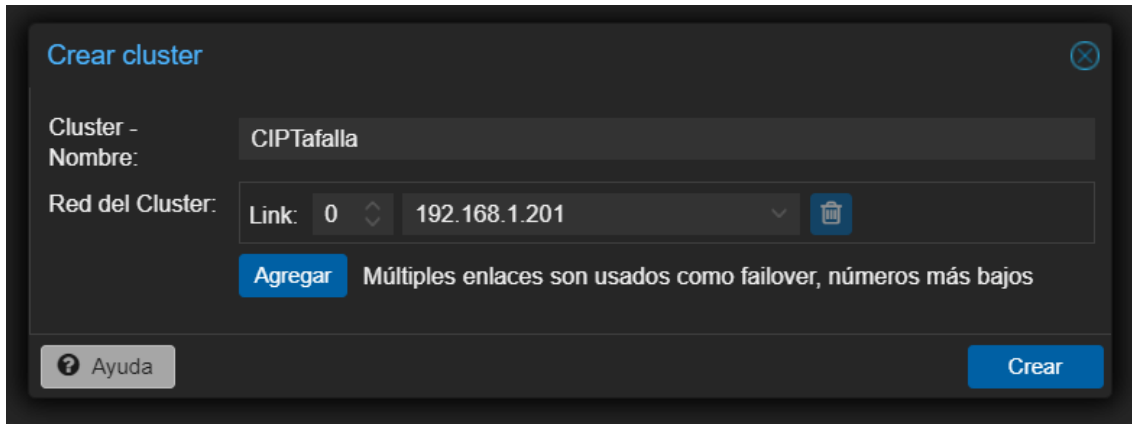 Crear cluster
Cluster -
Nombre:
CIPTafalla
Red del Cluster:
Link: 0 192.168.1.201
Agregar Múltiples enlaces son usados como failover, números más bajos
Ayuda
Crear